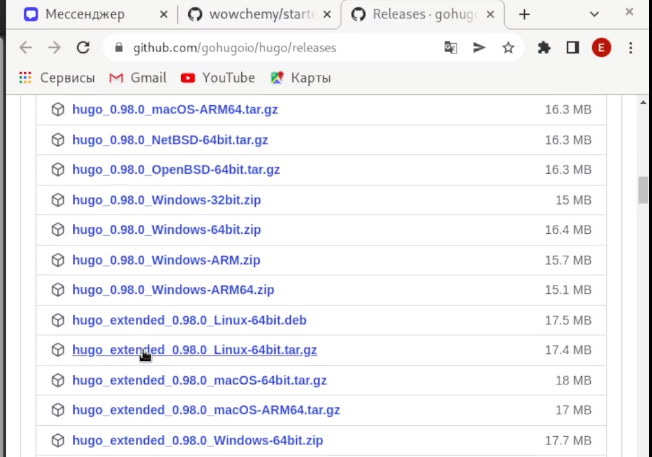 Мессенджер wowchemy/starte Releases · gohugo
github.com/gohugoio/hugo/releases E
Сервисы Gmail YouTube Карты
hugo_0.98.0_macOS-ARM64.tar.gz 16.3 MB
hugo_0.98.0_NetBSD-64bit.tar.gz 16.3 MB
hugo_0.98.0_OpenBSD-64bit.tar.gz 16.3 MB
hugo_0.98.0_Windows-32bit.zip 15 MB
hugo_0.98.0_Windows-64bit.zip 16.4 MB
hugo_0.98.0_Windows-ARM.zip 15.7 MB
hugo_0.98.0_Windows-ARM64.zip 15.1 MB
hugo_extended_0.98.0_Linux-64bit.deb 17.5 MB
hugo_extended_0.98.0_Linux-64bit.tar.gz 17.4 MB
hugo_extended_0.98.0_macOS-64bit.tar.gz 18 MB
hugo_extended_0.98.0_macOS-ARM64.tar.gz 17 MB
hugo_extended_0.98.0_Windows-64bit.zip 17.7 MB